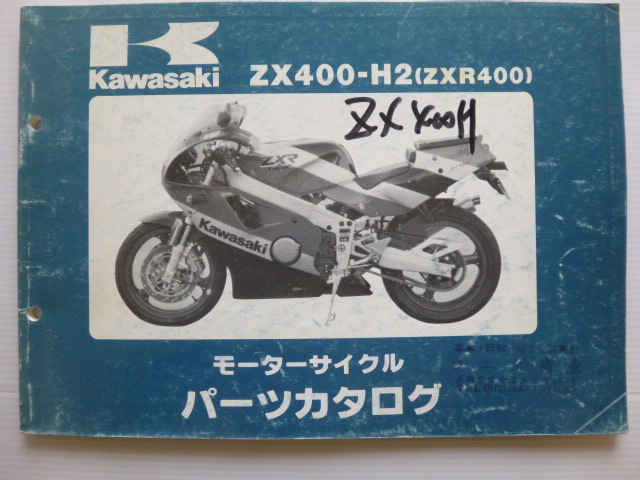 Kawasaki
ZX400-H2(ZXR400)
ZX400H
ZXR
Kawasaki
モーターサイクル
パーツカタログ